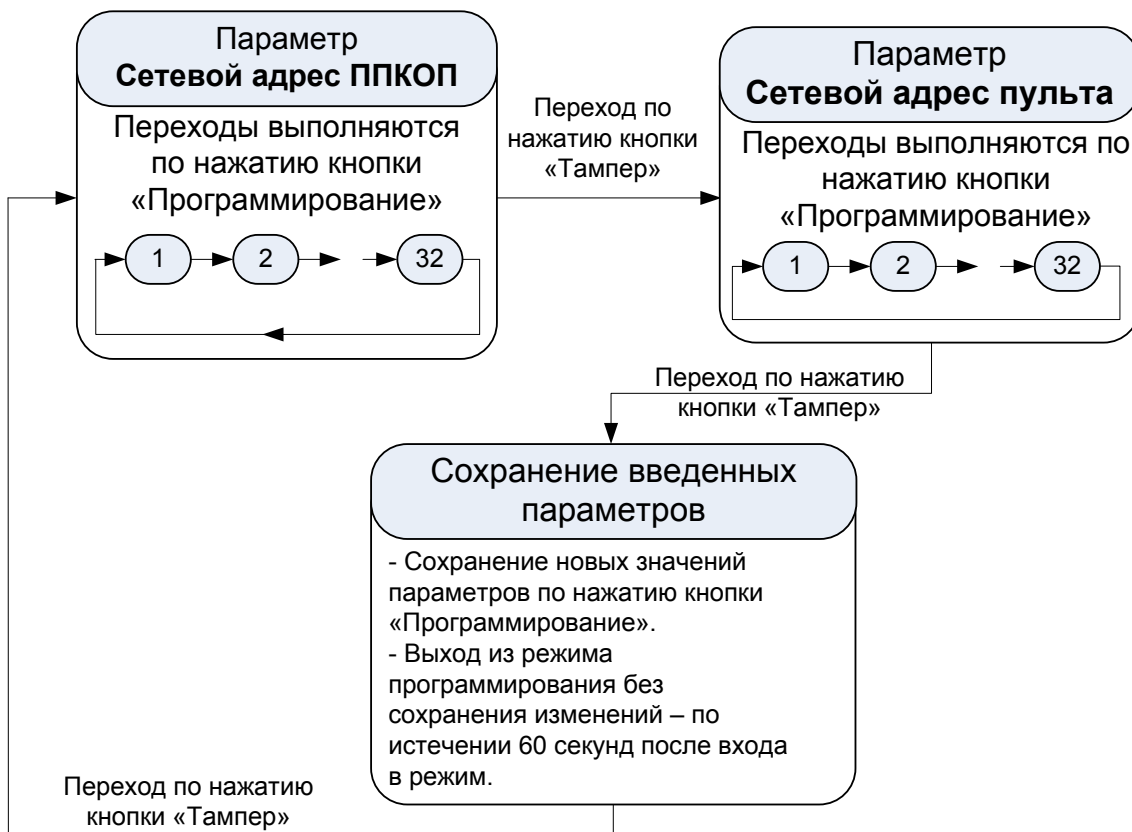 Параметр
Сетевой адрес ППКОП
Переходы выполняются
по нажатию кнопки
«Программирование»
1 2 32
Переход по
нажатию кнопки
«Тампер»
Параметр
Сетевой адрес пульта
Переходы выполняются по
нажатию кнопки
«Программирование»
1 2 32
Переход по нажатию
кнопки «Тампер»
Сохранение введенных
параметров
- Сохранение новых значений
параметров по нажатию кнопки
«Программирование».
- Выход из режима
программирования без
сохранения изменений – по
истечении 60 секунд после входа
в режим.
Переход по нажатию
кнопки «Тампер»